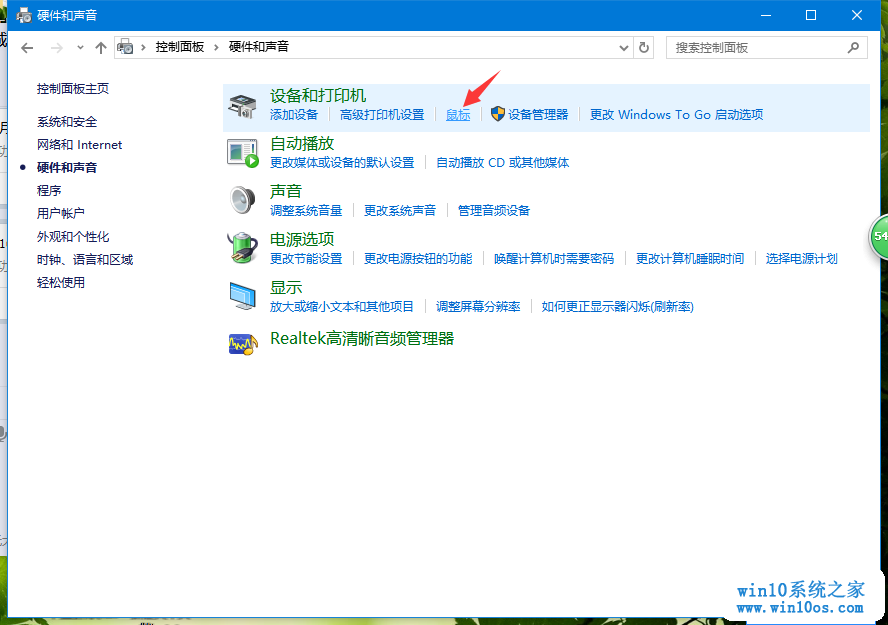 硬件和声音
控制面板 硬件和声音
搜索控制面板
控制面板主页
系统和安全
网络和 Internet
硬件和声音
程序
用户帐户
外观和个性化
时钟、语言和区域
轻松使用
设备和打印机
添加设备 高级打印机设置 鼠标 设备管理器 更改 Windows To Go 启动选项
自动播放
更改媒体或设备的默认设置 自动播放 CD 或其他媒体
声音
调整系统音量 更改系统声音 管理音频设备
电源选项
更改节能设置 更改电源按钮的功能 唤醒计算机时需要密码 更改计算机睡眠时间 选择电源计划
显示
放大或缩小文本和其他项目 调整屏幕分辨率 如何更正显示器闪烁(刷新率)
Realtek高清晰音频管理器
54
win10系统之家
www.win10os.com